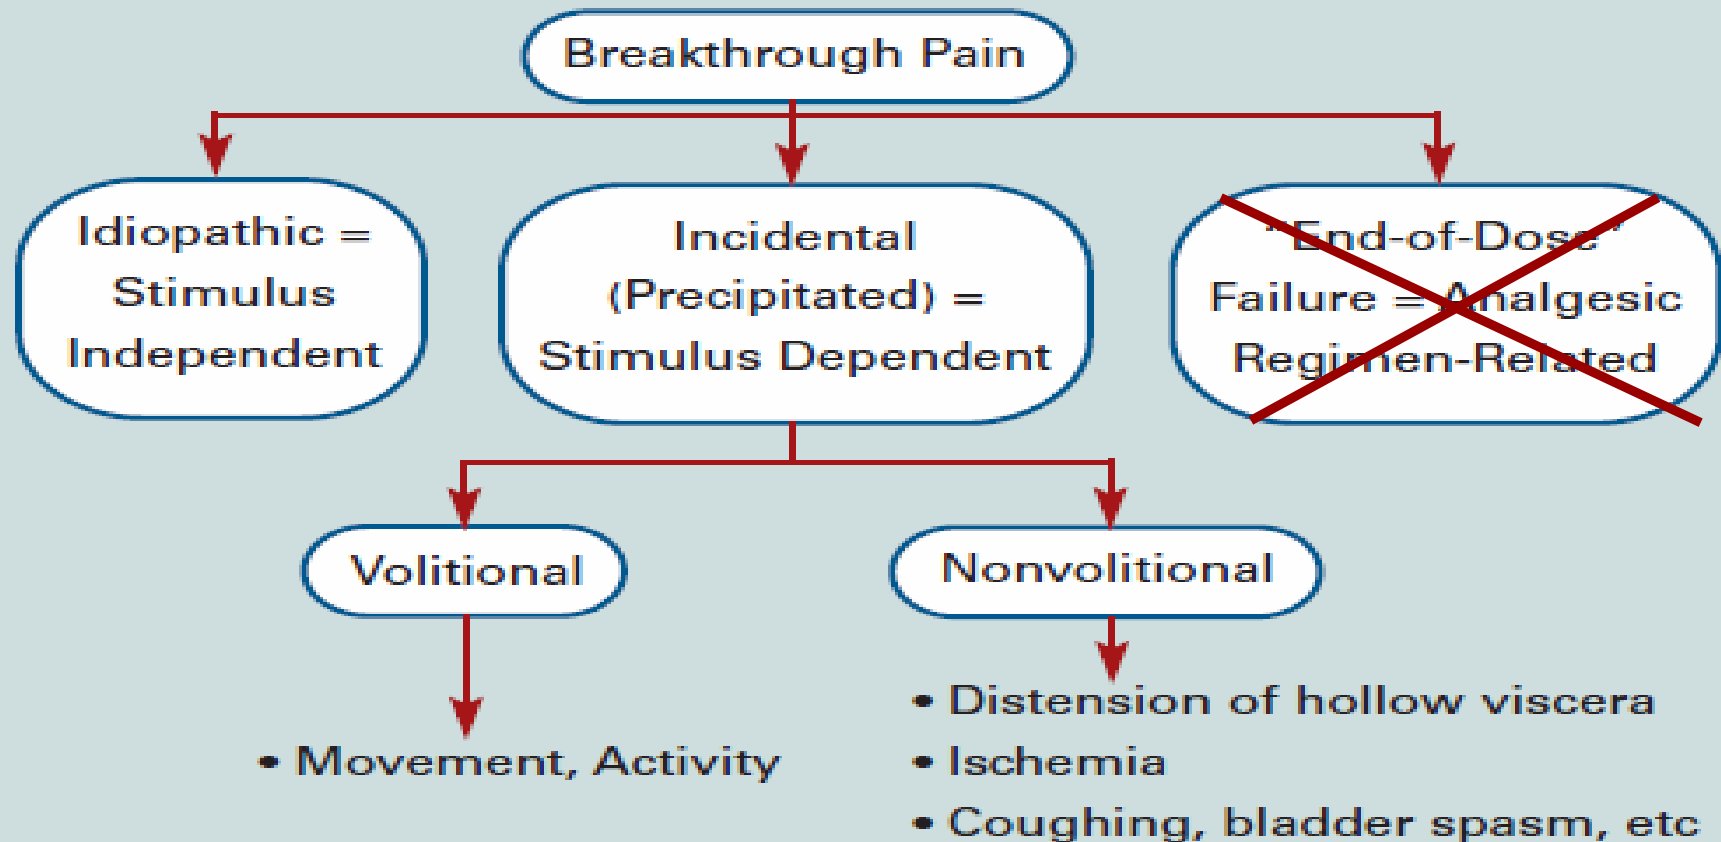 Breakthrough Pain
Idiopathic =
Stimulus
Independent
Incidental
(Precipitated) =
Stimulus Dependent
"End-of-Dose"
Failure = Analgesic
Regimen-Related
Volitional
Nonvolitional
• Movement, Activity
• Distension of hollow viscera
• Ischemia
• Coughing, bladder spasm, etc